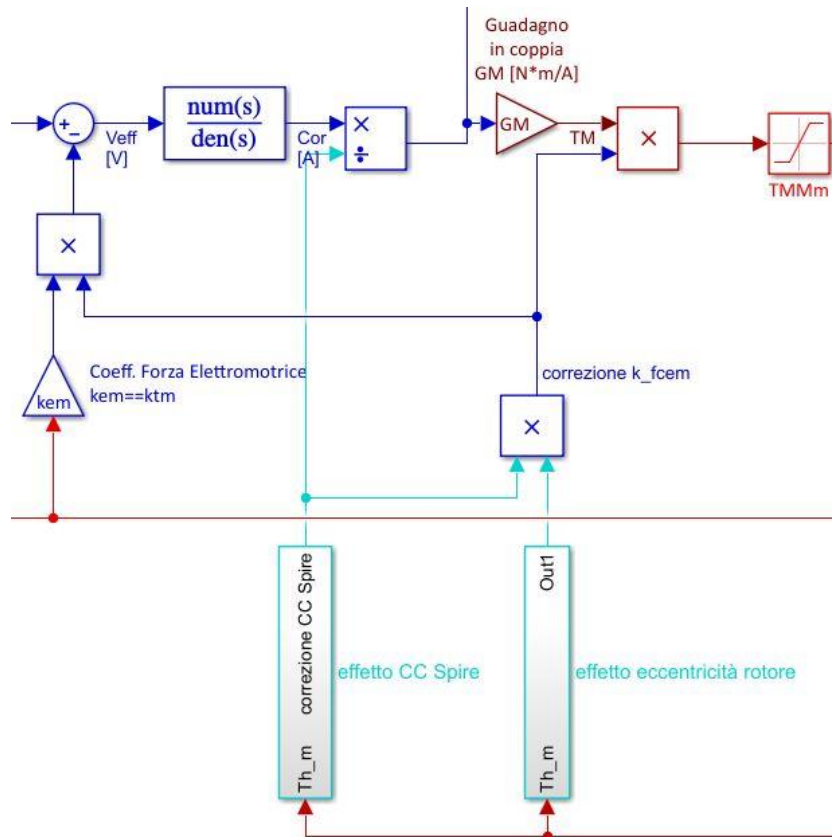 Guadagno
in coppia
GM [N*m/A]
+
-
Veff
[V]
num(s)
den(s)
Cor
[A]
×
÷
GM
TM
×
TMMm
×
kem
Coeff. Forza Elettromotrice
kem==ktm
correzione k_fcem
×
correzione CC Spire
Th_m
effetto CC Spire
Out1
Th_m
effetto eccentricità rotore